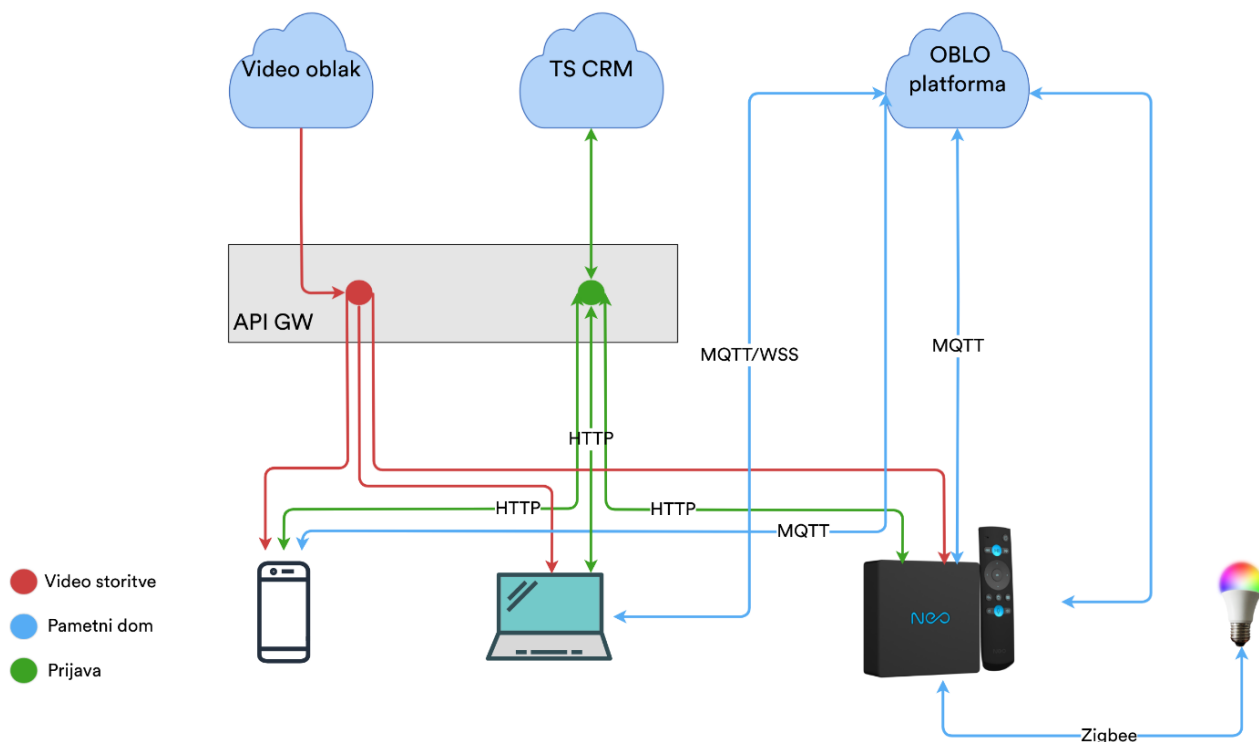 Video oblak
TS CRM
OBLO
platforma
API GW
MQTT/WSS
MQTT
HTTP
HTTP
HTTP
MQTT
Video storitve
Pametni dom
Prijava
NEO
Zigbee